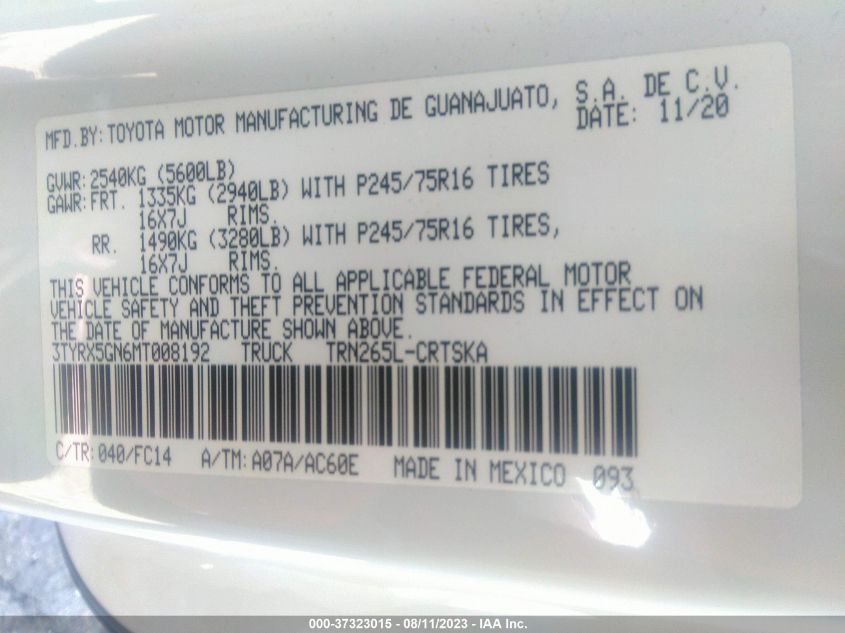 MFD.BY:TOYOTA MOTOR MANUFACTURING DE GUANAJUATO, S.A. DE C.V.
DATE: 11/20
GVWR:2540KG (5600LB)
GAWR:FRT. 1335KG (2940LB) WITH P245/75R16 TIRES
16X7J RIMS.
RR. 1490KG (3280LB) WITH P245/75R16 TIRES,
16X7J RIMS.
THIS VEHICLE CONFORMS TO ALL APPLICABLE FEDERAL MOTOR
VEHICLE SAFETY AND THEFT PREVENTION STANDARDS IN EFFECT ON
THE DATE OF MANUFACTURE SHOWN ABOVE.
3TYRX5GN6MT008192 TRUCK TRN265L-CRTSKA
C/TR:040/FC14 A/TM:A07A/AC60E MADE IN MEXICO 093
000-37323015 - 08/11/2023 - IAA Inc.